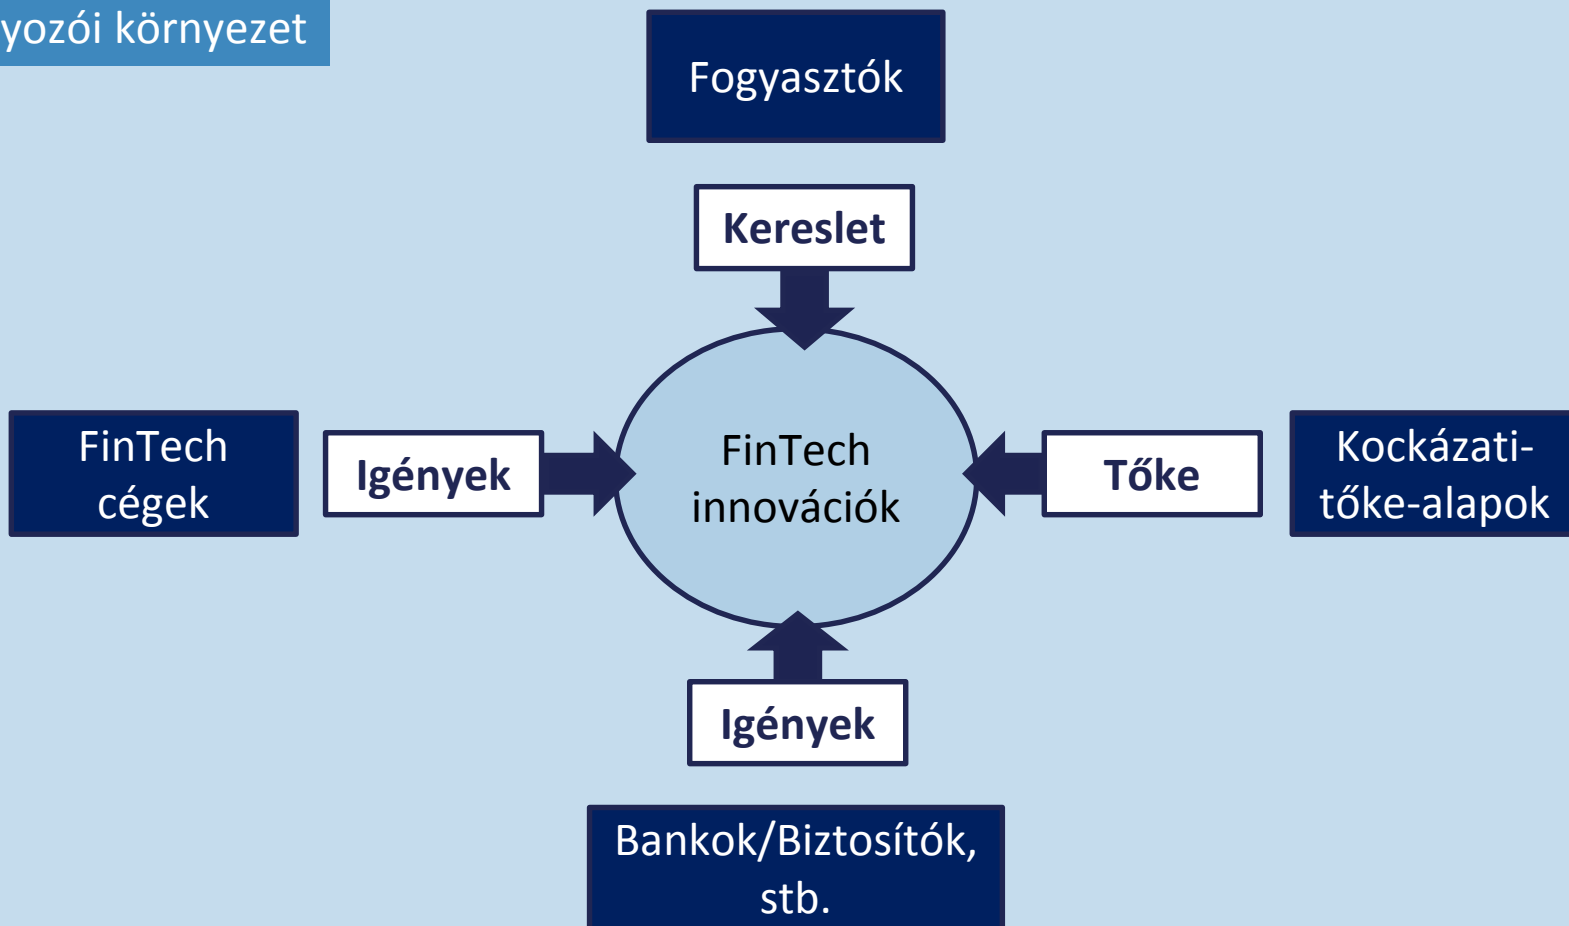 yozói környezet
Fogyasztók
Kereslet
FinTech
cégek
Igények
FinTech
innovációk
Tőke
Kockázati-
tőke-alapok
Igények
Bankok/Biztosítók,
stb.